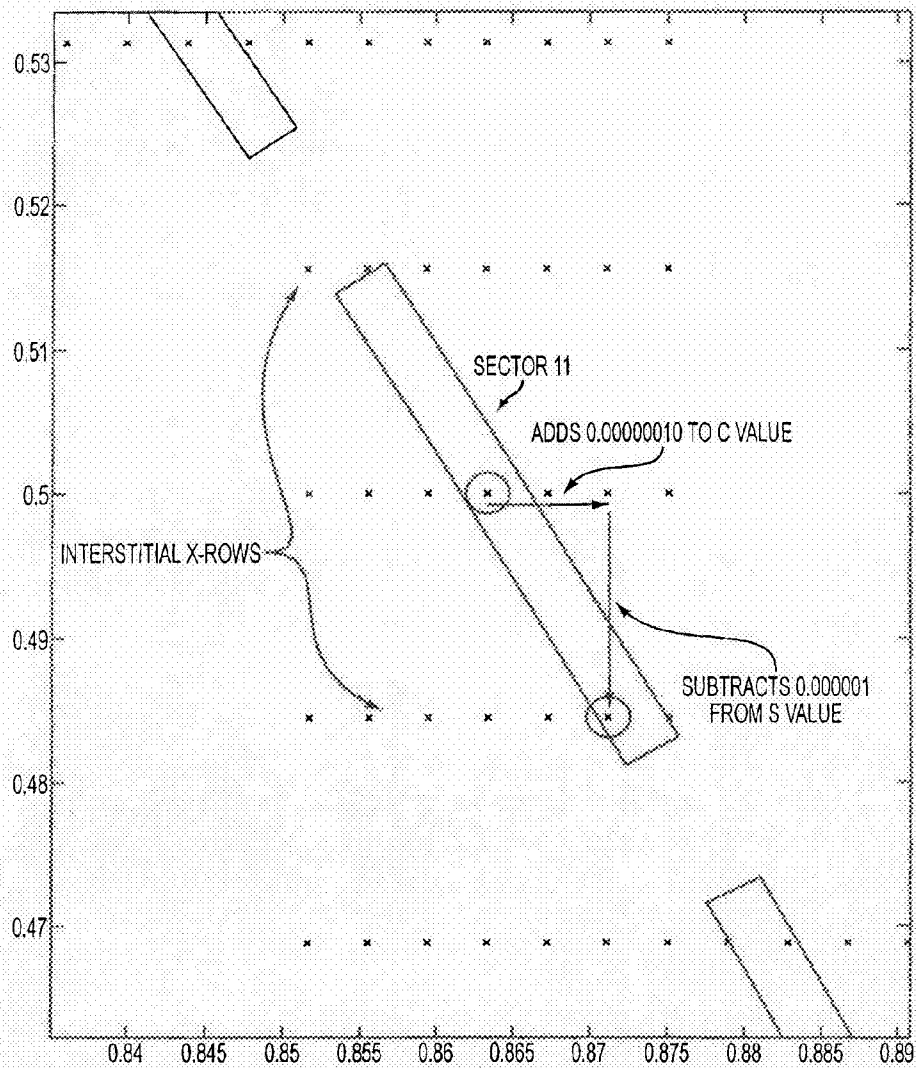 0.53
0.52
0.51
SECTOR 11
ADDS 0.00000010 TO C VALUE
0.5
INTERSTITIAL X-ROWS
0.49
SUBTRACTS 0.000001
FROM S VALUE
0.48
0.47
0.84 0.845 0.85 0.855 0.86 0.865 0.87 0.875 0.88 0.885 0.89